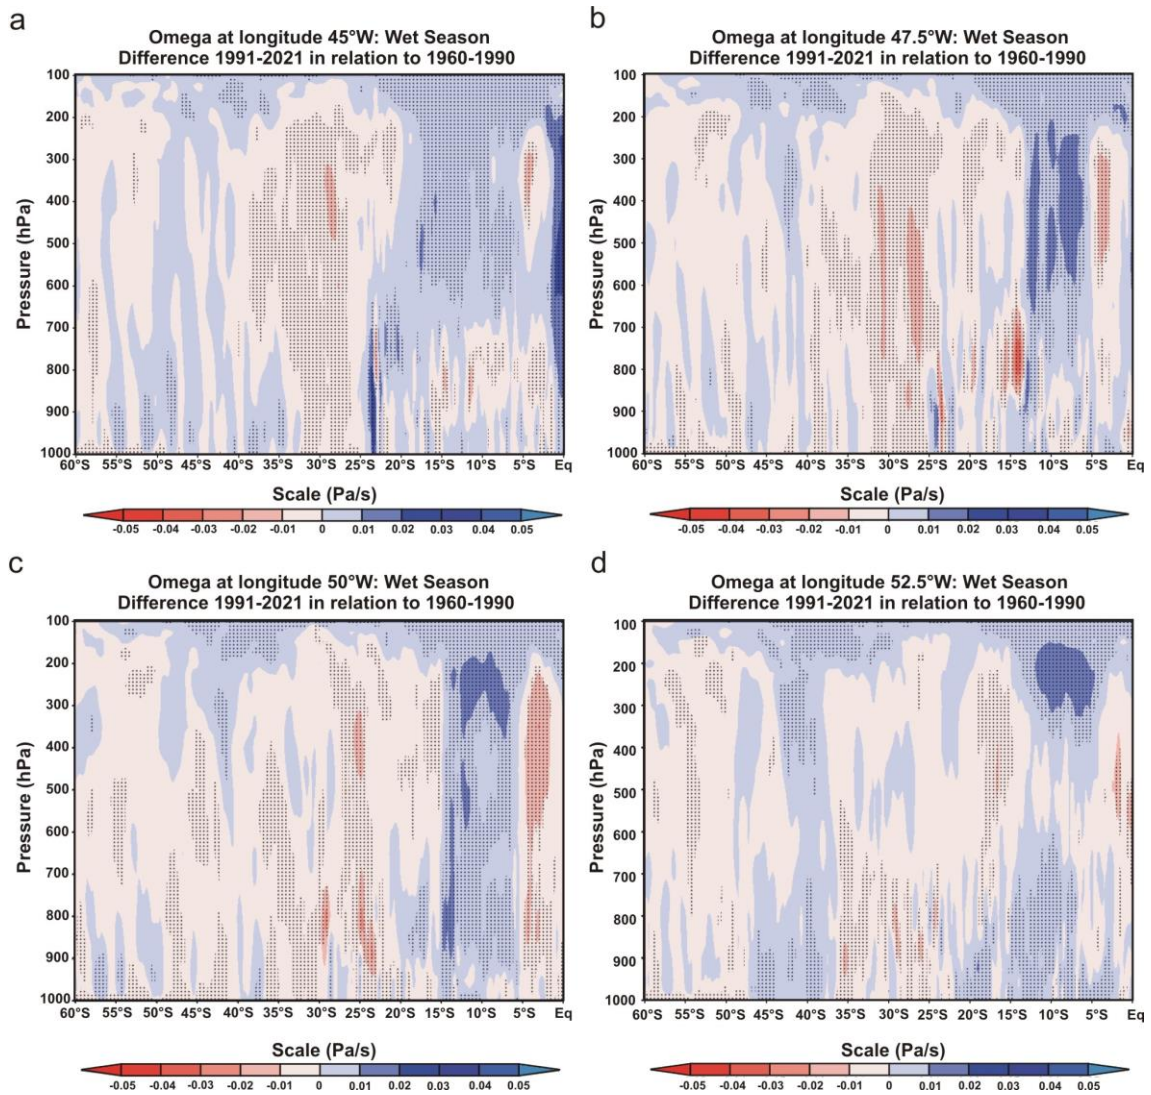 a
Omega at longitude 45°W: Wet Season
Difference 1991-2021 in relation to 1960-1990
Pressure (hPa)
100
200
300
400
500
600
700
800
900
1000
60°S 55°S 50°S 45°S 40°S 35°S 30°S 25°S 20°S 15°S 10°S 5°S Eq
Scale (Pa/s)
-0.05 -0.04 -0.03 -0.02 -0.01 0 0.01 0.02 0.03 0.04 0.05
b
Omega at longitude 47.5°W: Wet Season
Difference 1991-2021 in relation to 1960-1990
Pressure (hPa)
100
200
300
400
500
600
700
800
900
1000
60°S 55°S 50°S 45°S 40°S 35°S 30°S 25°S 20°S 15°S 10°S 5°S Eq
Scale (Pa/s)
-0.05 -0.04 -0.03 -0.02 -0.01 0 0.01 0.02 0.03 0.04 0.05
c
Omega at longitude 50°W: Wet Season
Difference 1991-2021 in relation to 1960-1990
Pressure (hPa)
100
200
300
400
500
600
700
800
900
1000
60°S 55°S 50°S 45°S 40°S 35°S 30°S 25°S 20°S 15°S 10°S 5°S Eq
Scale (Pa/s)
-0.05 -0.04 -0.03 -0.02 -0.01 0 0.01 0.02 0.03 0.04 0.05
d
Omega at longitude 52.5°W: Wet Season
Difference 1991-2021 in relation to 1960-1990
Pressure (hPa)
100
200
300
400
500
600
700
800
900
1000
60°S 55°S 50°S 45°S 40°S 35°S 30°S 25°S 20°S 15°S 10°S 5°S Eq
Scale (Pa/s)
-0.05 -0.04 -0.03 -0.02 -0.01 0 0.01 0.02 0.03 0.04 0.05